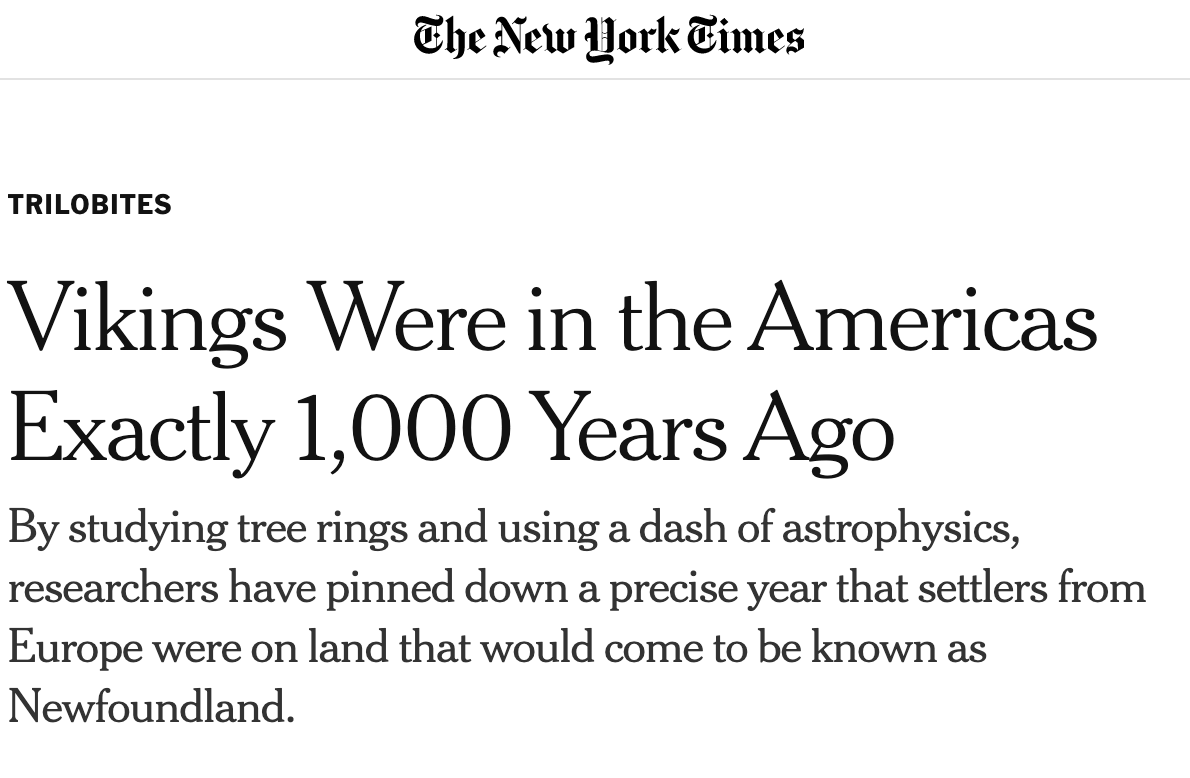 The New York Times
TRILOBITES
Vikings Were in the Americas
Exactly 1,000 Years Ago
By studying tree rings and using a dash of astrophysics,
researchers have pinned down a precise year that settlers from
Europe were on land that would come to be known as
Newfoundland.